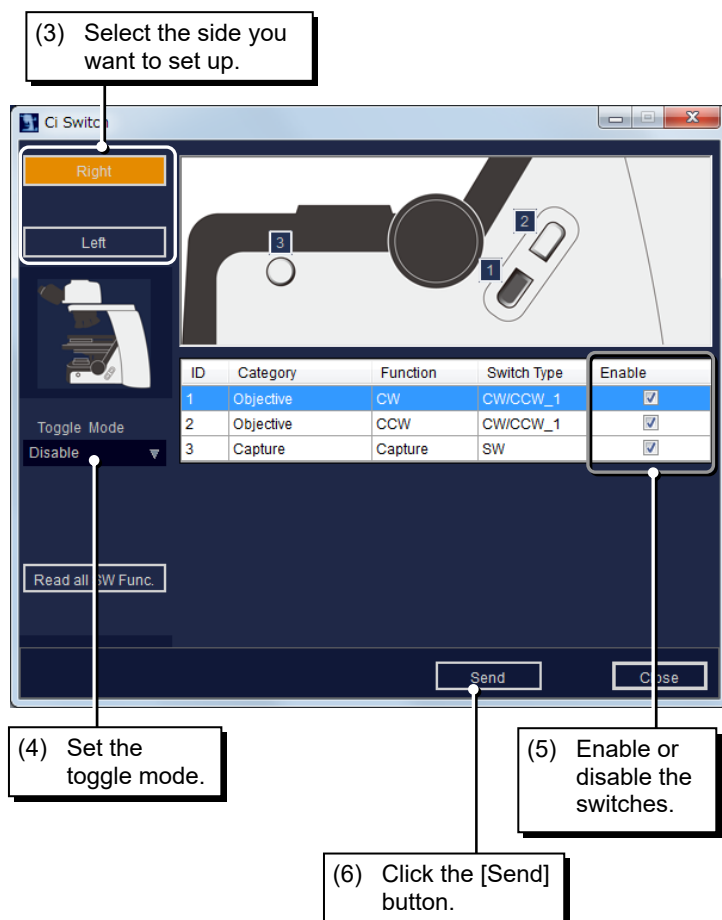 (3) Select the side you
want to set up.
Ci Switch
Right
Left
3
2
1
ID Category Function Switch Type Enable
1 Objective CW CW/CCW_1
2 Objective CCW CW/CCW_1
3 Capture Capture SW
Toggle Mode
Disable
Read all SW Func.
Send
Close
(4) Set the
toggle mode.
(5) Enable or
disable the
switches.
(6) Click the [Send]
button.